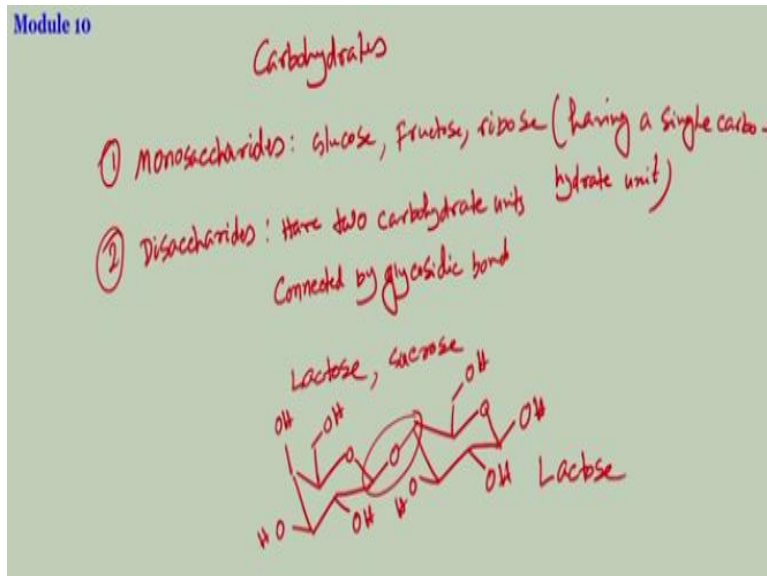 Module 10
Carbohydrates
① Monosaccharides: Glucose, Fructose, ribose (having a single carbo-
hydrate unit)
② Disaccharides: Have two carbohydrate units
Connected by glycosidic bond
Lactose, sucrose
OH
OH OH
O O O OH
HO OH HO OH Lactose